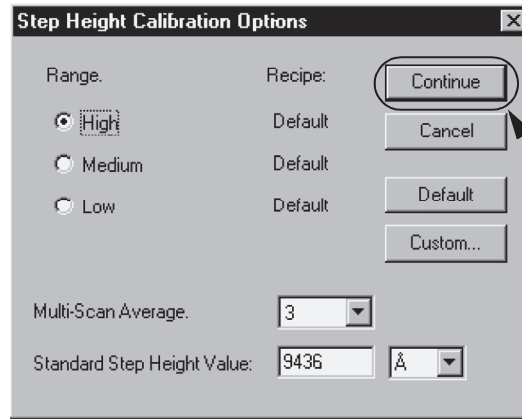 Step Height Calibration Options
Range. Recipe: Continue
High Default Cancel
Medium Default
Low Default Default
Custom...
Multi-Scan Average. 3
Standard Step Height Value: 9436 Å